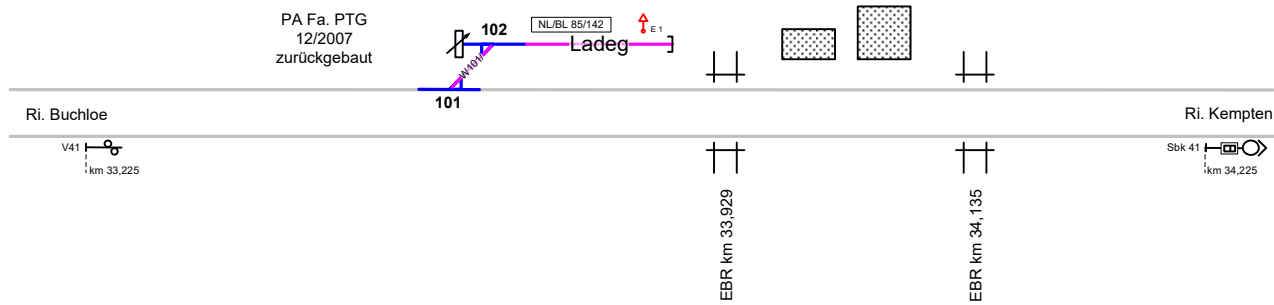 PA Fa. PTG
12/2007
zurückgebaut
102
NL/BL 85/142
E 1
Ladeg
W101
101
Ri. Buchloe
Ri. Kempten
V41
km 33,225
Sbk 41
km 34,225
EBR km 33,929
EBR km 34,135